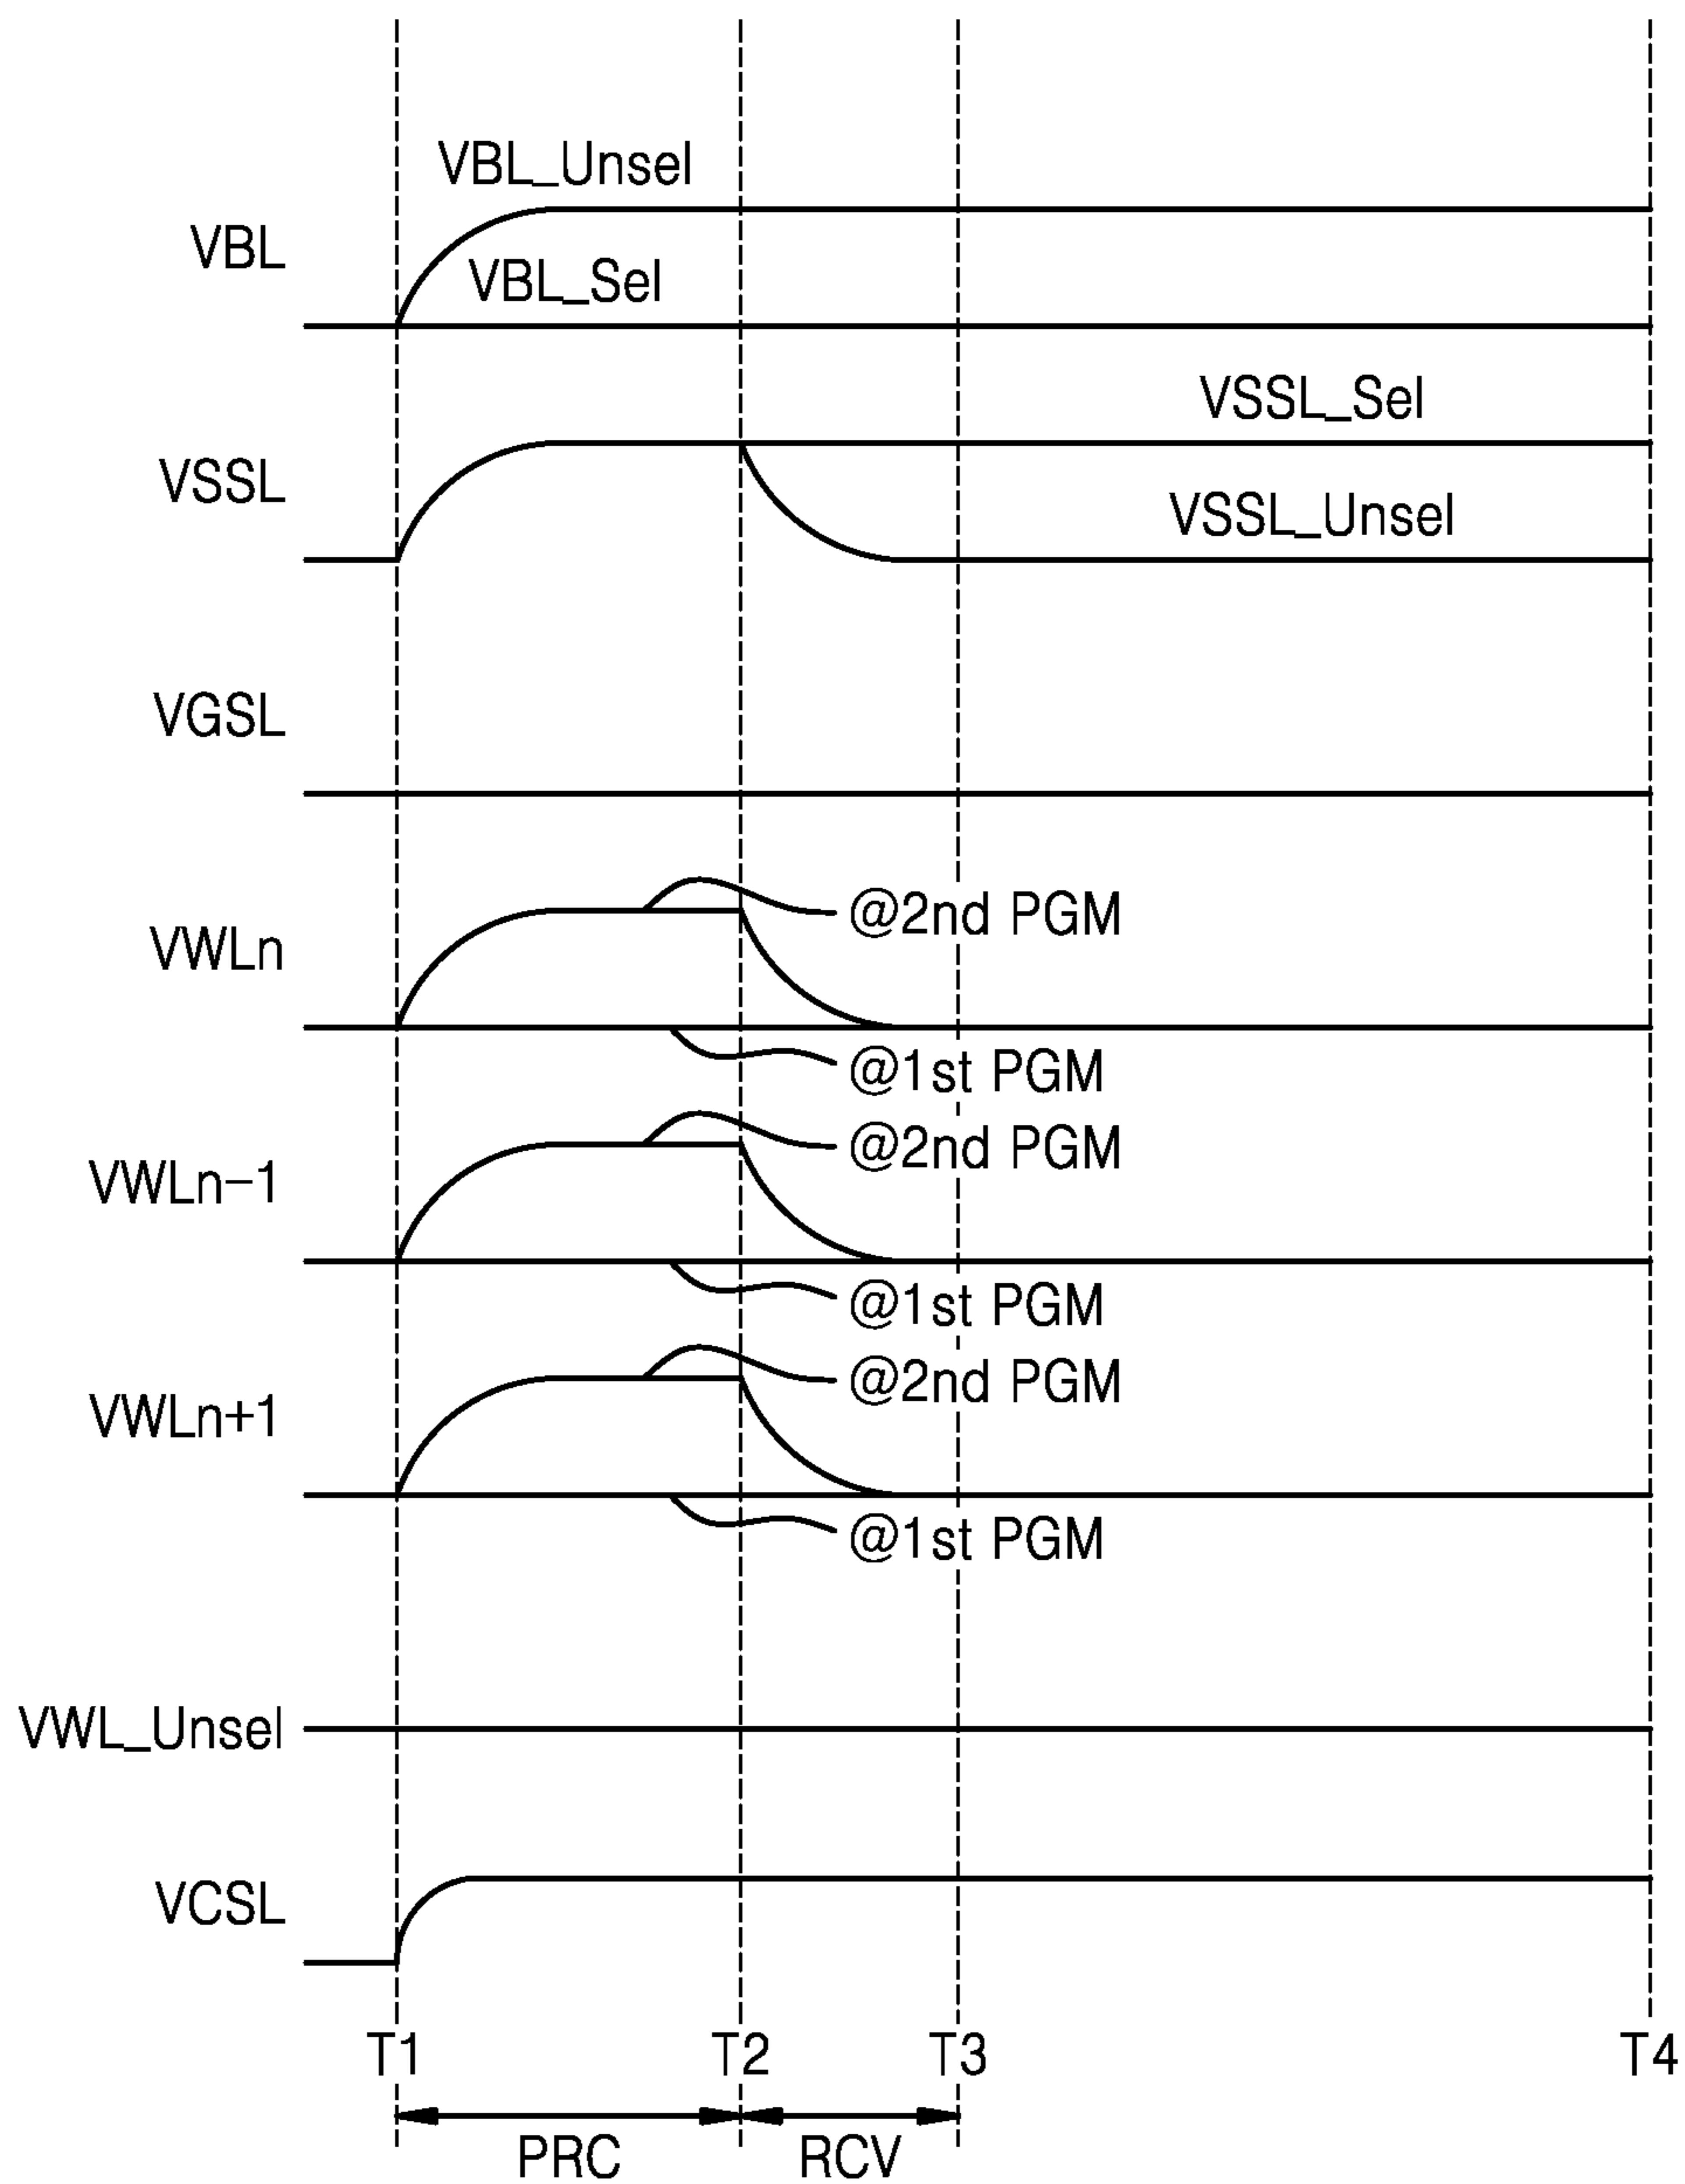 VBL_Unsel
VBL
VBL_Sel
VSSL_Sel
VSSL
VSSL_Unsel
VGSL
@2nd PGM
VWLn
@1st PGM
@2nd PGM
VWLn-1
@1st PGM
@2nd PGM
VWLn+1
@1st PGM
VWL_Unsel
VCSL
T1 T2 T3 T4
PRC RCV